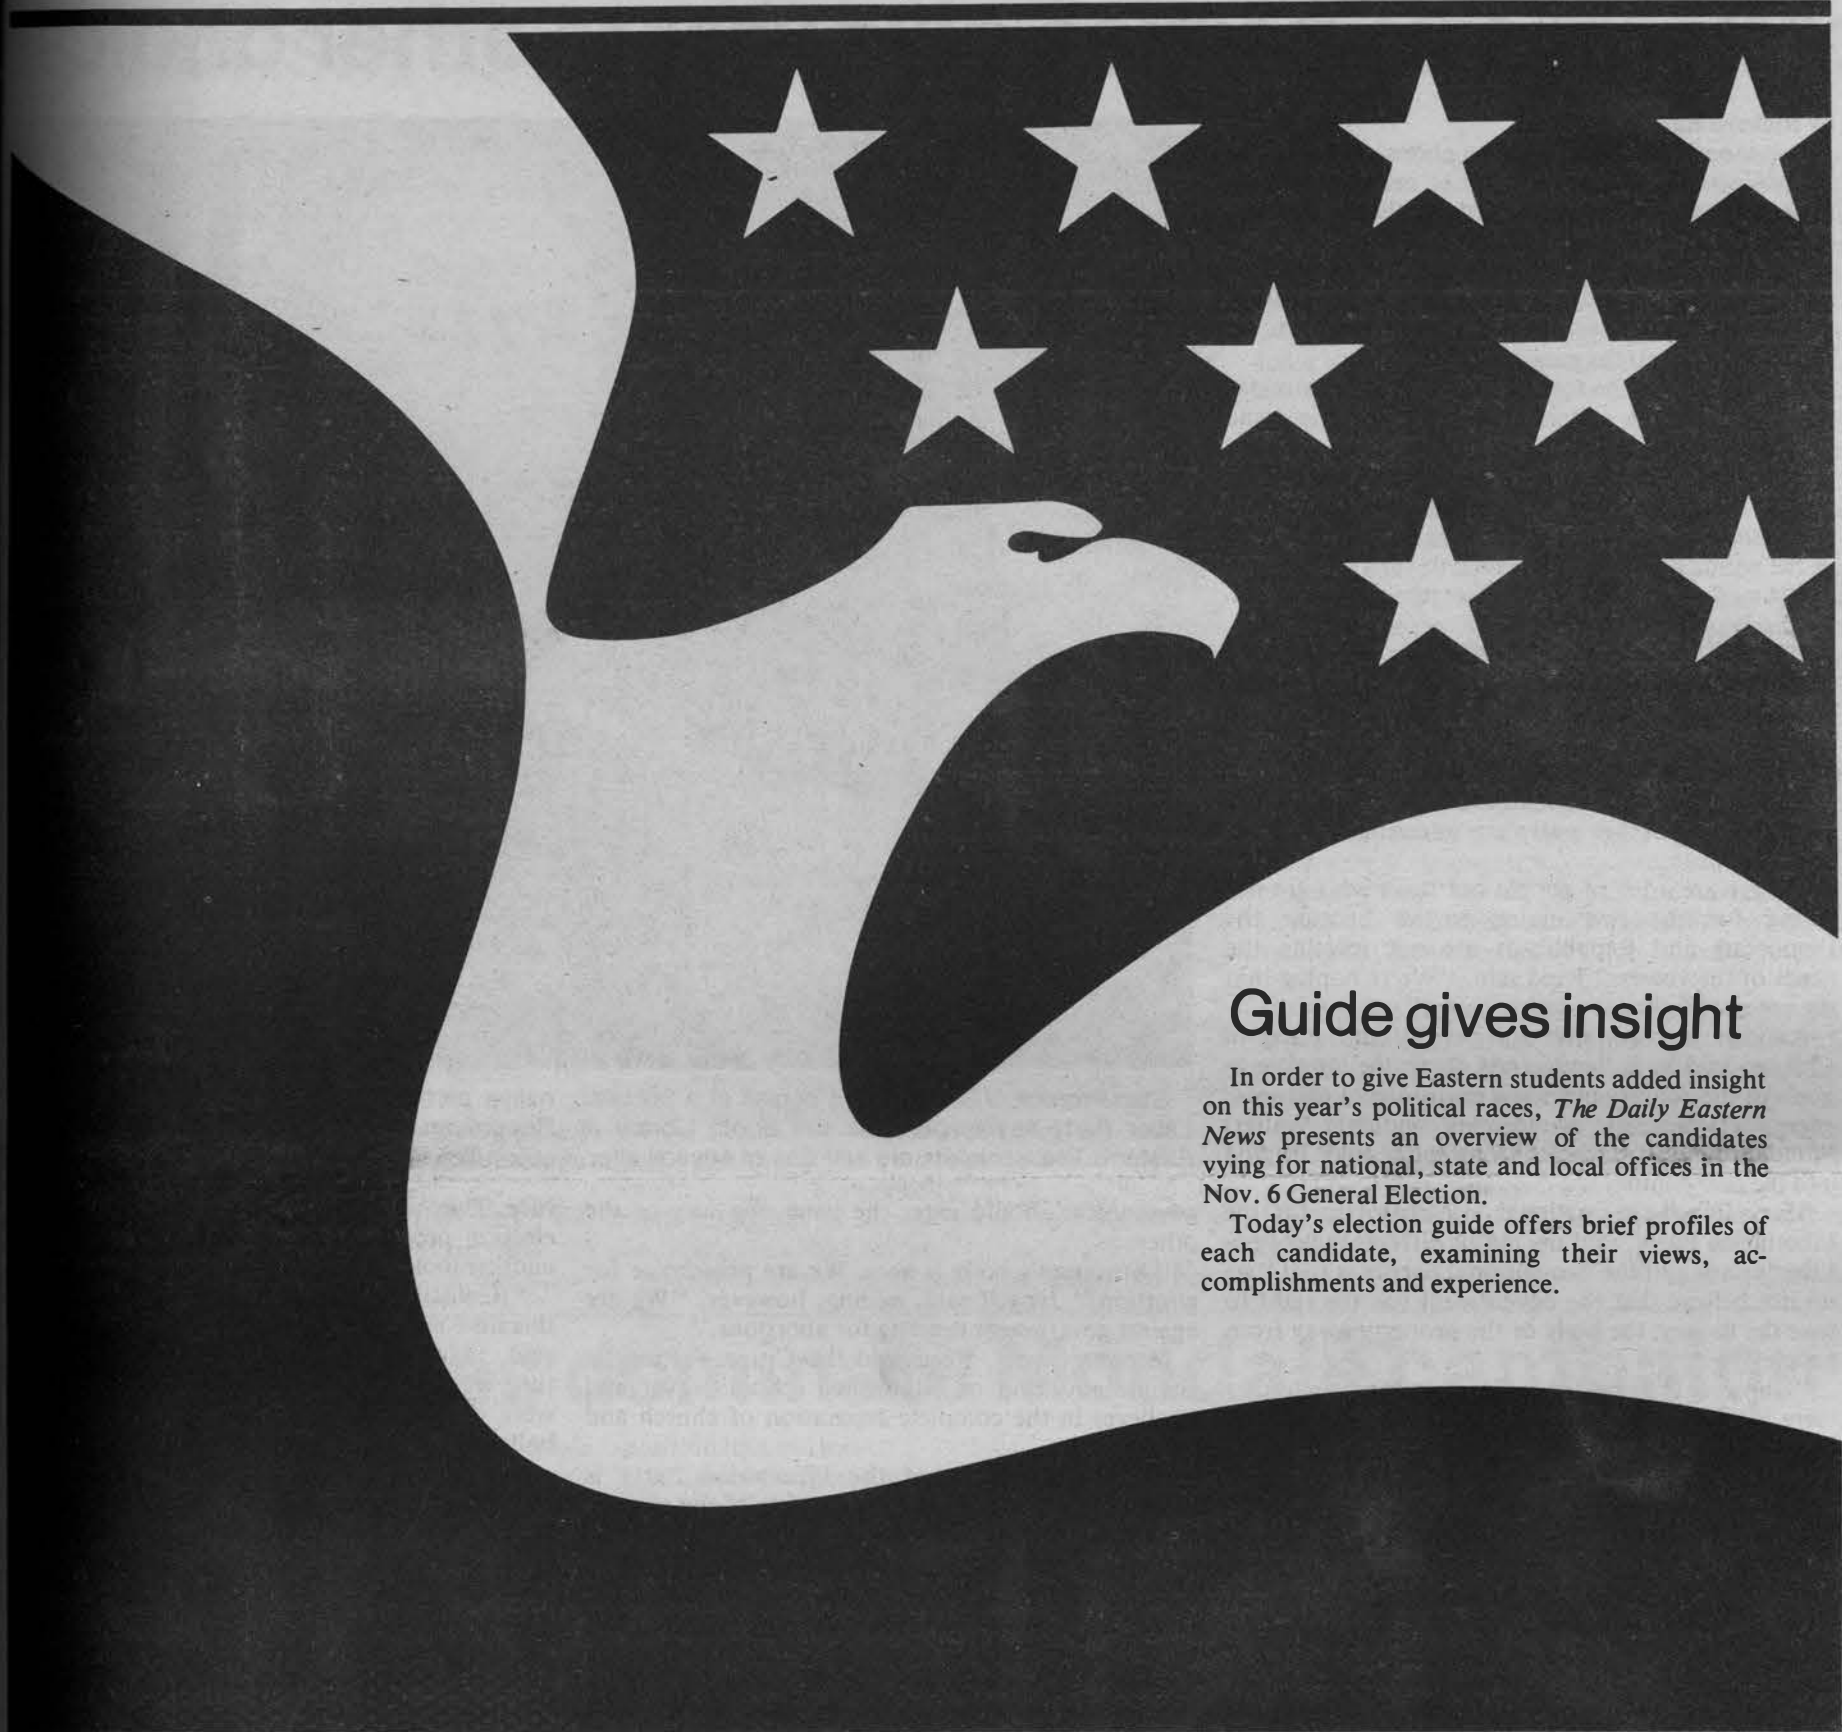 Guide gives insight
In order to give Eastern students added insight
on this year's political races, The Daily Eastern
News presents an overview of the candidates
vying for national, state and local offices in the
Nov. 6 General Election.
Today's election guide offers brief profiles of
each candidate, examining their views, ac-
complishments and experience.